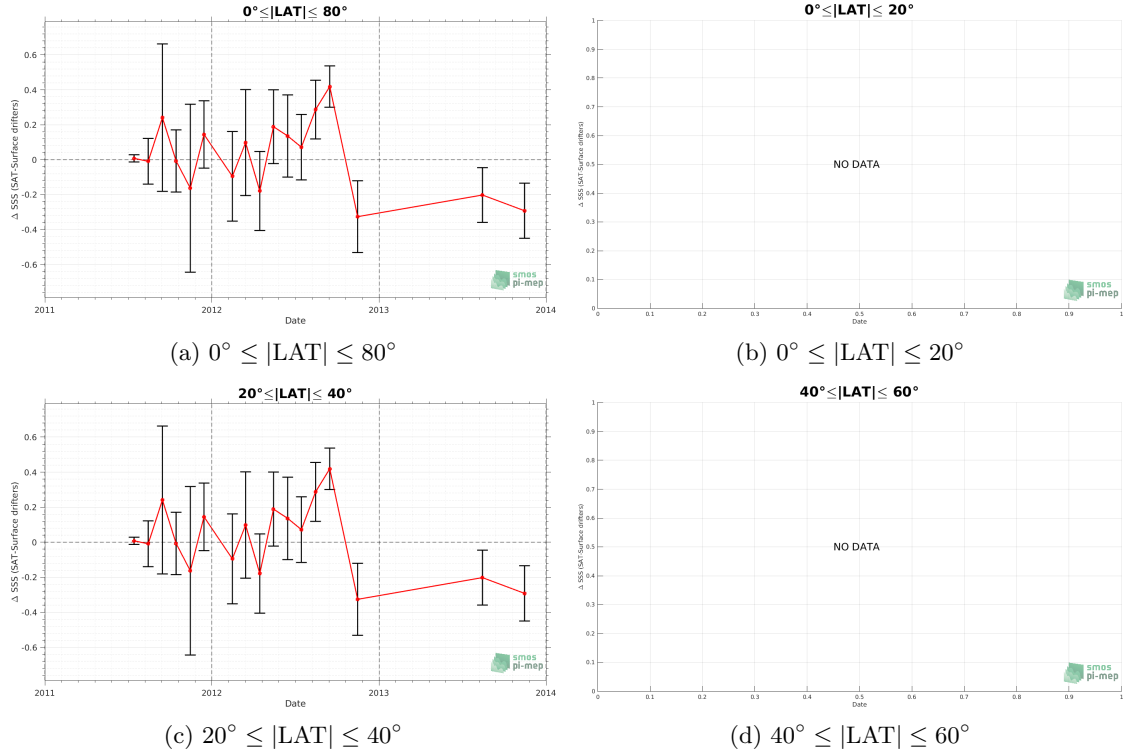 0°≤|LAT|≤ 80°
Δ SSS (SAT-Surface drifters)
0.6
0.4
0.2
0
-0.2
-0.4
-0.6
smos
pi-mep
2011
2012
2013
2014
Date
(a) 0° ≤ |LAT| ≤ 80°
0°≤|LAT|≤ 20°
Δ SSS (SAT-Surface drifters)
1
0.9
0.8
0.7
0.6
0.5
0.4
0.3
0.2
0.1
0
NO DATA
smos
pi-mep
0
0.1
0.2
0.3
0.4
0.5
0.6
0.7
0.8
0.9
1
Date
(b) 0° ≤ |LAT| ≤ 20°
20°≤|LAT|≤ 40°
Δ SSS (SAT-Surface drifters)
0.6
0.4
0.2
0
-0.2
-0.4
-0.6
smos
pi-mep
2011
2012
2013
2014
Date
(c) 20° ≤ |LAT| ≤ 40°
40°≤|LAT|≤ 60°
Δ SSS (SAT-Surface drifters)
1
0.9
0.8
0.7
0.6
0.5
0.4
0.3
0.2
0.1
0
NO DATA
smos
pi-mep
0
0.1
0.2
0.3
0.4
0.5
0.6
0.7
0.8
0.9
1
Date
(d) 40° ≤ |LAT| ≤ 60°